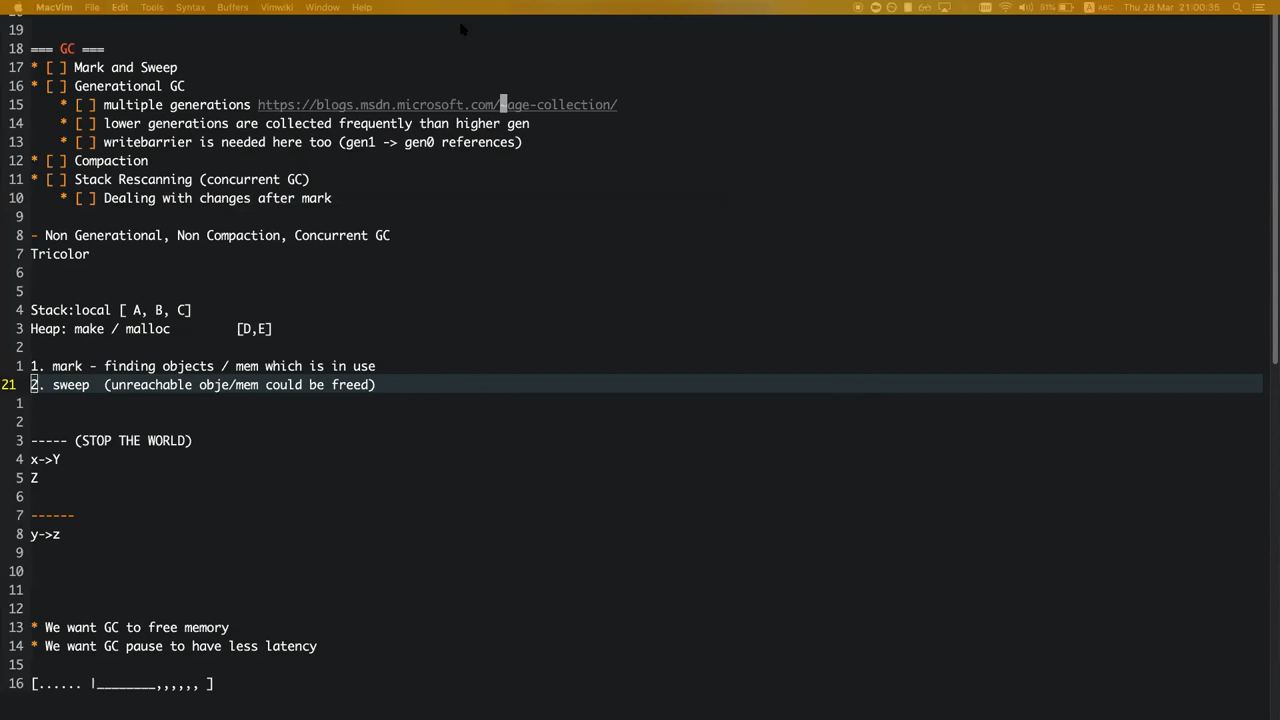 MacVim File Edit Tools Syntax Buffers Vimwiki Window Help ABC Thu 28 Mar 21:00:35
19
18 === GC ===
17 * [ ] Mark and Sweep
16 * [ ] Generational GC
15 * [ ] multiple generations https://blogs.msdn.microsoft.com/ age-collection/
14 * [ ] lower generations are collected frequently than higher gen
13 * [ ] writebarrier is needed here too (gen1 -> gen0 references)
12 * [ ] Compaction
11 * [ ] Stack Rescanning (concurrent GC)
10 * [ ] Dealing with changes after mark
9
8 - Non Generational, Non Compaction, Concurrent GC
7 Tricolor
6
5
4 Stack:local [ A, B, C]
3 Heap: make / malloc [D,E]
2
1 1. mark - finding objects / mem which is in use
21 2. sweep (unreachable obje/mem could be freed)
1
2
3 ----- (STOP THE WORLD)
4 x->Y
5 Z
6
7 ------
8 y->z
9
10
11
12
13 * We want GC to free memory
14 * We want GC pause to have less latency
15
16 [...... |________,,,,,, ]